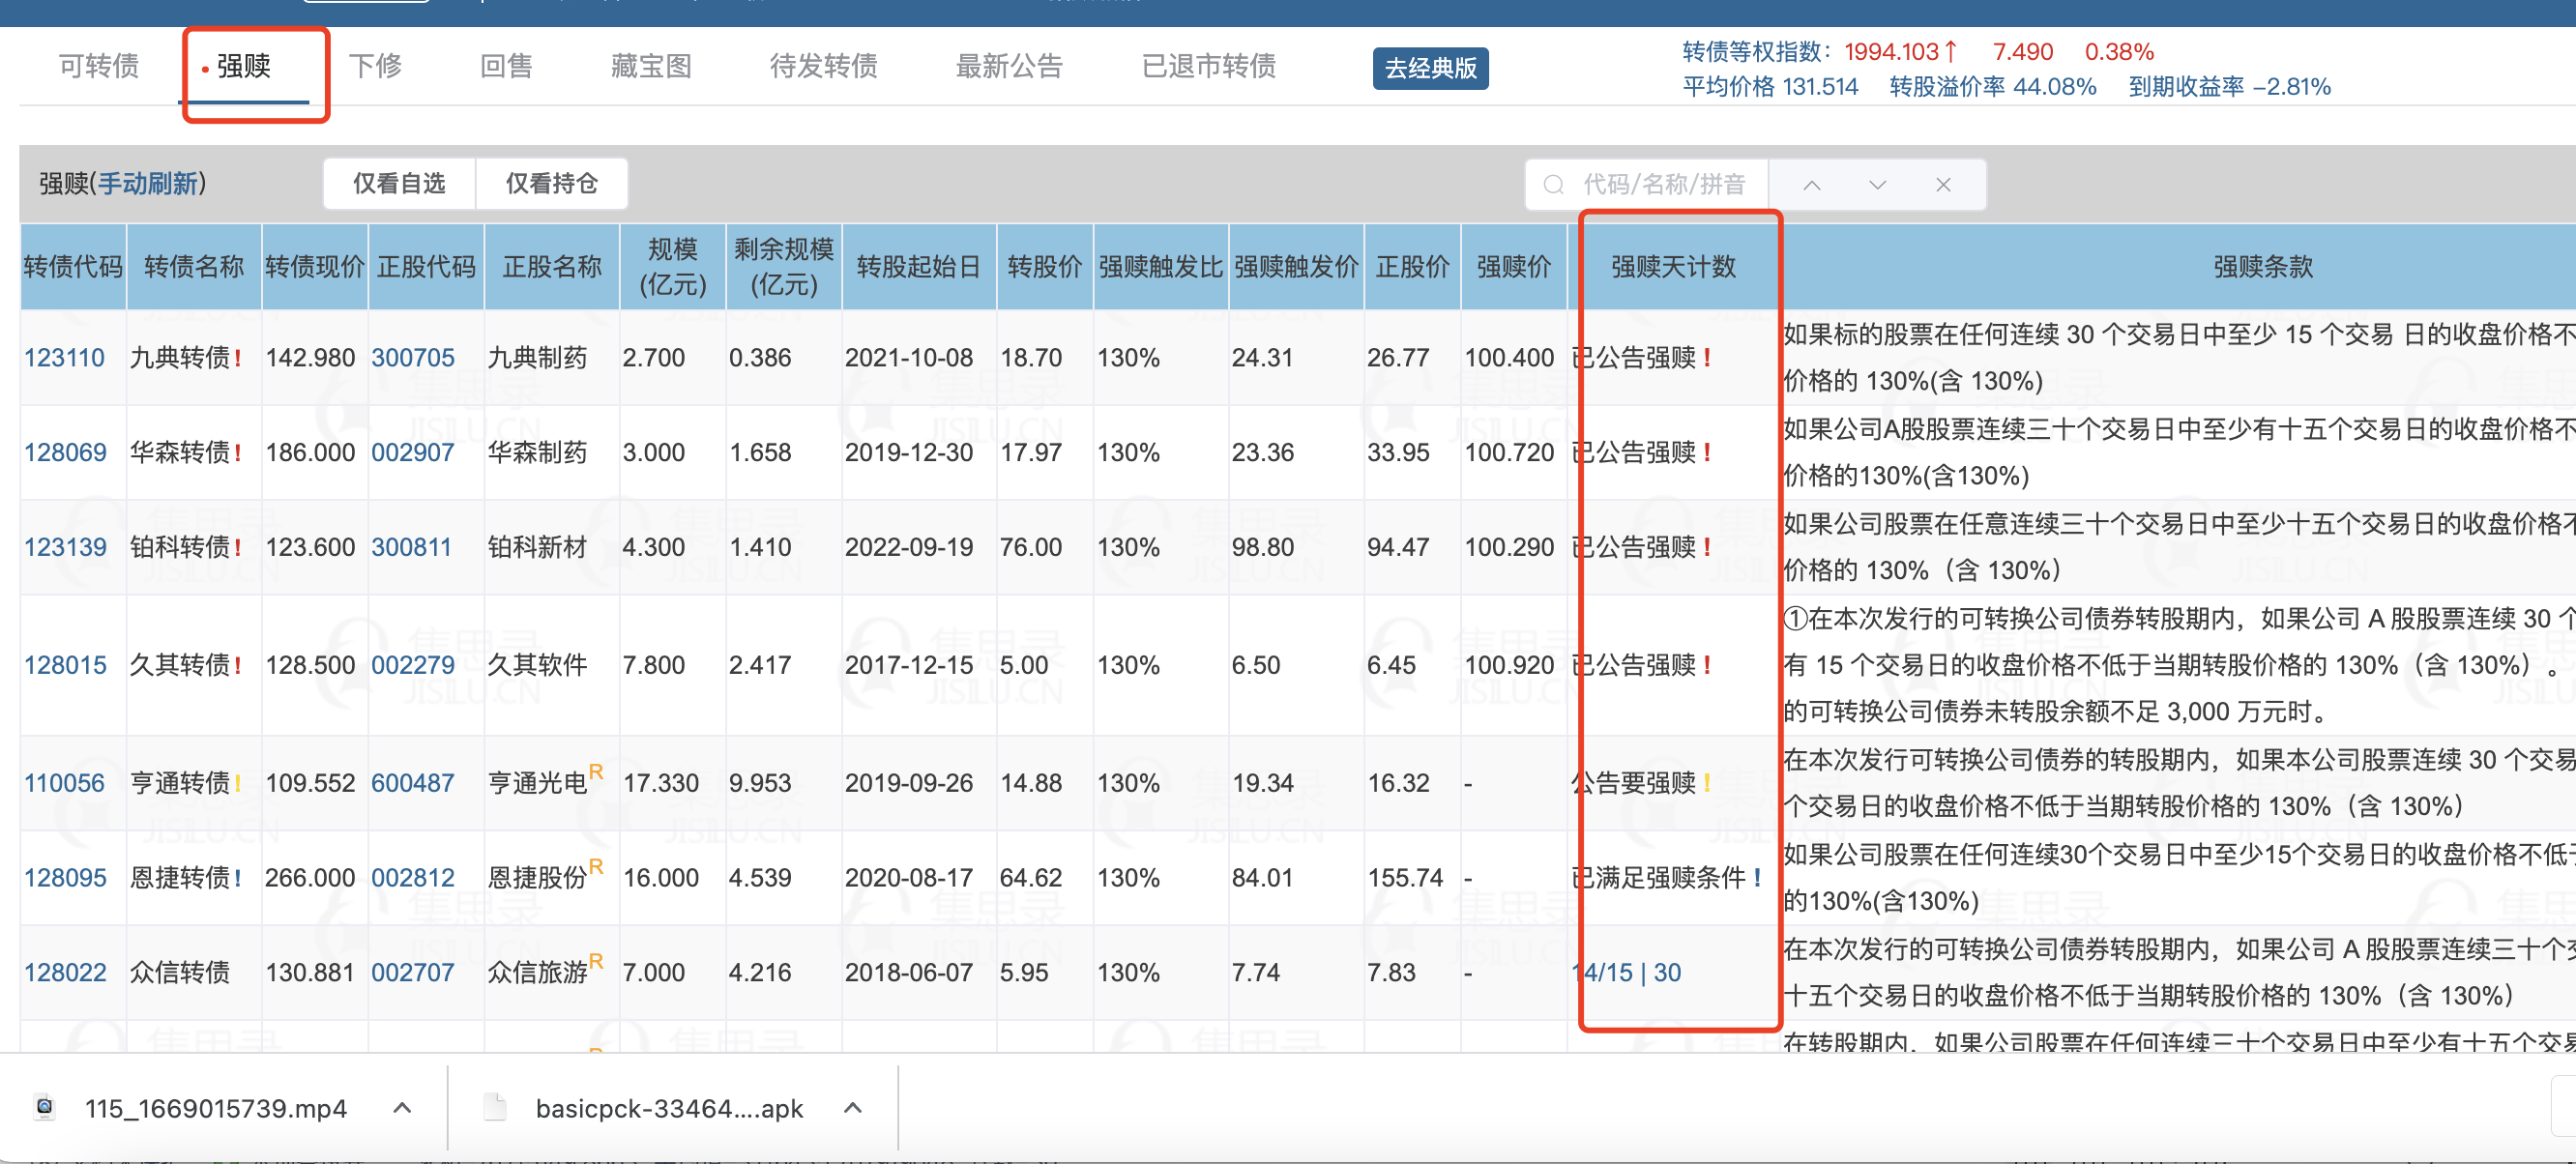 可转债 强赎 下修 回售 藏宝图 待发转债 最新公告 已退市转债 去经典版
转债等权指数: 1994.103↑ 7.490 0.38%
平均价格 131.514 转股溢价率 44.08% 到期收益率 -2.81%
强赎(手动刷新) 仅看自选 仅看持仓 代码/名称/拼音
转债代码 转债名称 转债现价 正股代码 正股名称 规模(亿元) 剩余规模(亿元) 转股起始日 转股价 强赎触发比 强赎触发价 正股价 强赎价 强赎天计数 强赎条款
123110 九典转债! 142.980 300705 九典制药 2.700 0.386 2021-10-08 18.70 130% 24.31 26.77 100.400 已公告强赎! 如果标的股票在任何连续 30 个交易日中至少 15 个交易 日的收盘价格不
价格的 130%(含 130%)
128069 华森转债! 186.000 002907 华森制药 3.000 1.658 2019-12-30 17.97 130% 23.36 33.95 100.720 已公告强赎! 如果公司A股股票连续三十个交易日中至少有十五个交易日的收盘价格不
价格的130%(含130%)
123139 铂科转债! 123.600 300811 铂科新材 4.300 1.410 2022-09-19 76.00 130% 98.80 94.47 100.290 已公告强赎! 如果公司股票在任意连续三十个交易日中至少十五个交易日的收盘价格不
价格的 130%（含 130%）
128015 久其转债! 128.500 002279 久其软件 7.800 2.417 2017-12-15 5.00 130% 6.50 6.45 100.920 已公告强赎! ①在本次发行的可转换公司债券转股期内，如果公司 A 股股票连续 30 个
有 15 个交易日的收盘价格不低于当期转股价格的 130%（含 130%）。
的可转换公司债券未转股余额不足 3,000 万元时。
110056 亨通转债! 109.552 600487 亨通光电R 17.330 9.953 2019-09-26 14.88 130% 19.34 16.32 - 公告要强赎! 在本次发行可转换公司债券的转股期内，如果本公司股票连续 30 个交易
个交易日的收盘价格不低于当期转股价格的 130%（含 130%）
128095 恩捷转债! 266.000 002812 恩捷股份R 16.000 4.539 2020-08-17 64.62 130% 84.01 155.74 - 已满足强赎条件! 如果公司股票在任何连续30个交易日中至少15个交易日的收盘价格不低于
的130%(含130%)
128022 众信转债 130.881 002707 众信旅游R 7.000 4.216 2018-06-07 5.95 130% 7.74 7.83 - 14/15 | 30 在本次发行的可转换公司债券转股期内，如果公司 A 股股票连续三十个交
十五个交易日的收盘价格不低于当期转股价格的 130%（含 130%）
在转股期内，如果公司股票在任何连续三十个交易日中至少有十五个交易
115_1669015739.mp4 basicpck-33464....apk
集思录
JISILU.CN